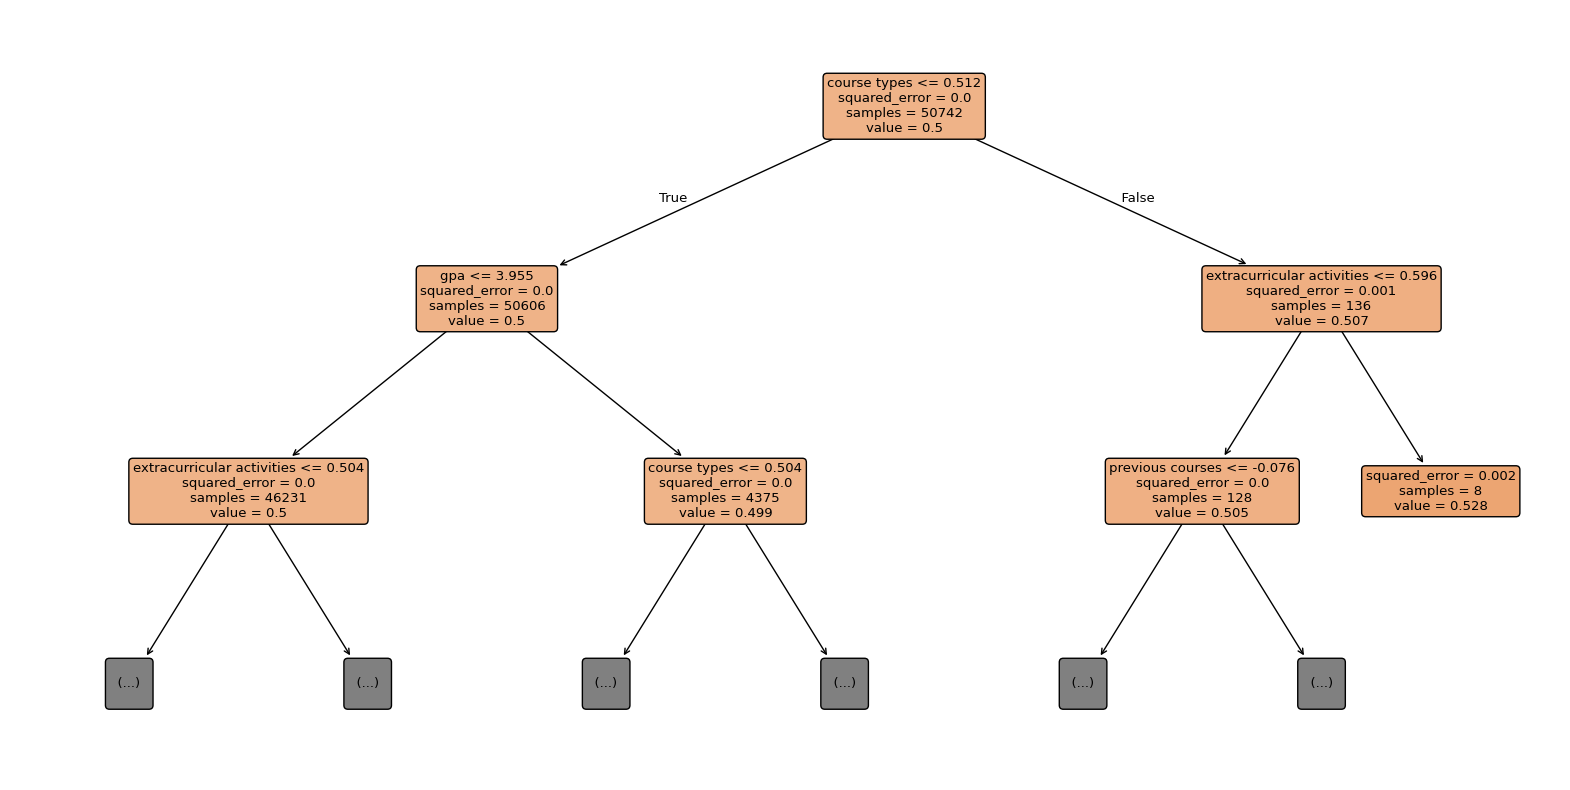 course types <= 0.512
squared_error = 0.0
samples = 50742
value = 0.5
True
False
gpa <= 3.955
squared_error = 0.0
samples = 50606
value = 0.5
extracurricular activities <= 0.596
squared_error = 0.001
samples = 136
value = 0.507
extracurricular activities <= 0.504
squared_error = 0.0
samples = 46231
value = 0.5
course types <= 0.504
squared_error = 0.0
samples = 4375
value = 0.499
previous courses <= -0.076
squared_error = 0.0
samples = 128
value = 0.505
squared_error = 0.002
samples = 8
value = 0.528
(...)
(...)
(...)
(...)
(...)
(...)